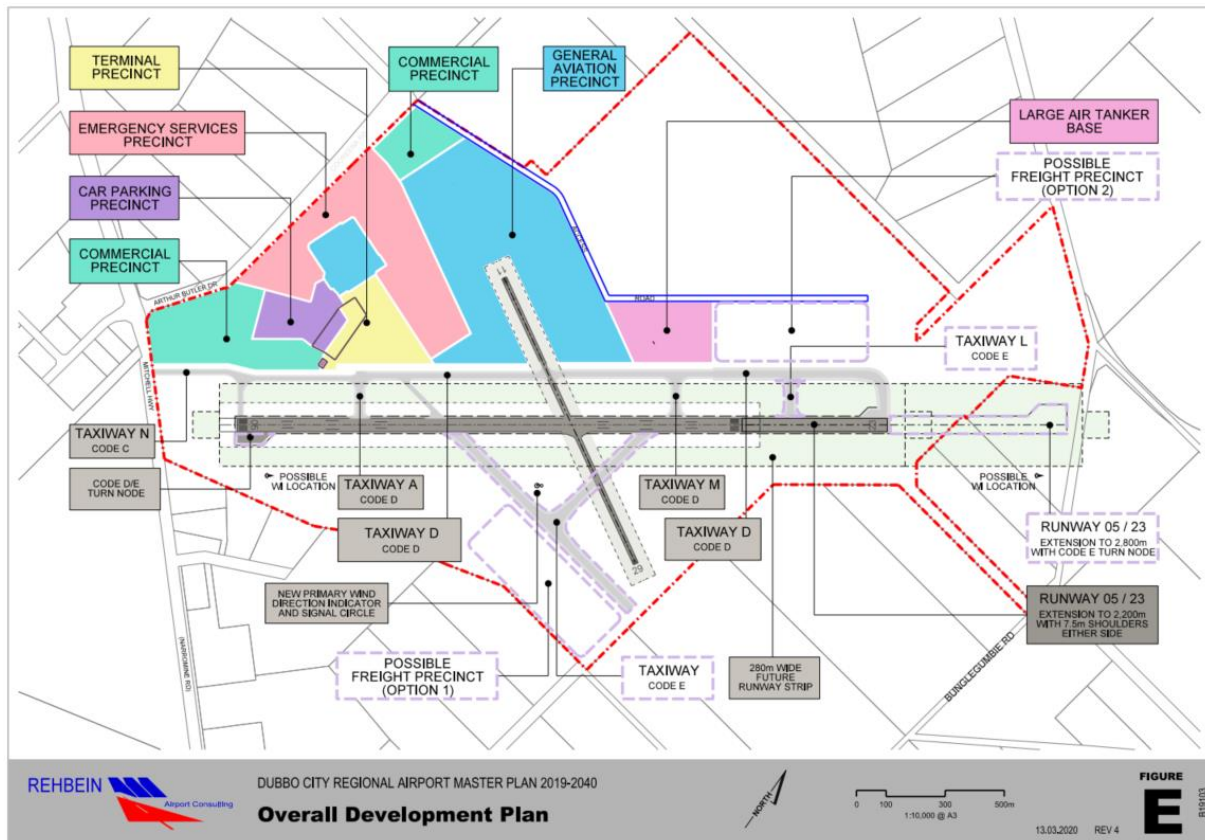 TERMINAL
PRECINCT
COMMERCIAL
PRECINCT
GENERAL
AVIATION
PRECINCT
EMERGENCY SERVICES
PRECINCT
LARGE AIR TANKER
BASE
CAR PARKING
PRECINCT
POSSIBLE
FREIGHT PRECINCT
(OPTION 2)
COMMERCIAL
PRECINCT
ARTHUR BUTLER DR
ROAD
11
MITCHELL HWY
TAXIWAY L
CODE E
05
TAXIWAY N
CODE C
CODE D/E
TURN NODE
POSSIBLE
WI LOCATION
TAXIWAY A
CODE D
TAXIWAY M
CODE D
POSSIBLE
WI LOCATION
TAXIWAY D
CODE D
TAXIWAY D
CODE D
RUNWAY 05 / 23
EXTENSION TO 2,800m
WITH CODE E TURN NODE
29
NEW PRIMARY WIND
DIRECTION INDICATOR
AND SIGNAL CIRCLE
RUNWAY 05 / 23
EXTENSION TO 2,200m
WITH 7.5m SHOULDERS
EITHER SIDE
(NARROMINE RD)
BUNGLEGUMBIE RD
POSSIBLE
FREIGHT PRECINCT
(OPTION 1)
TAXIWAY
CODE E
280m WIDE
FUTURE
RUNWAY STRIP
REHBEIN
Airport Consulting
DUBBO CITY REGIONAL AIRPORT MASTER PLAN 2019-2040
Overall Development Plan
NORTH
0 100 300 500m
1:10,000 @ A3
13.03.2020 REV 4
FIGURE
E
B19103